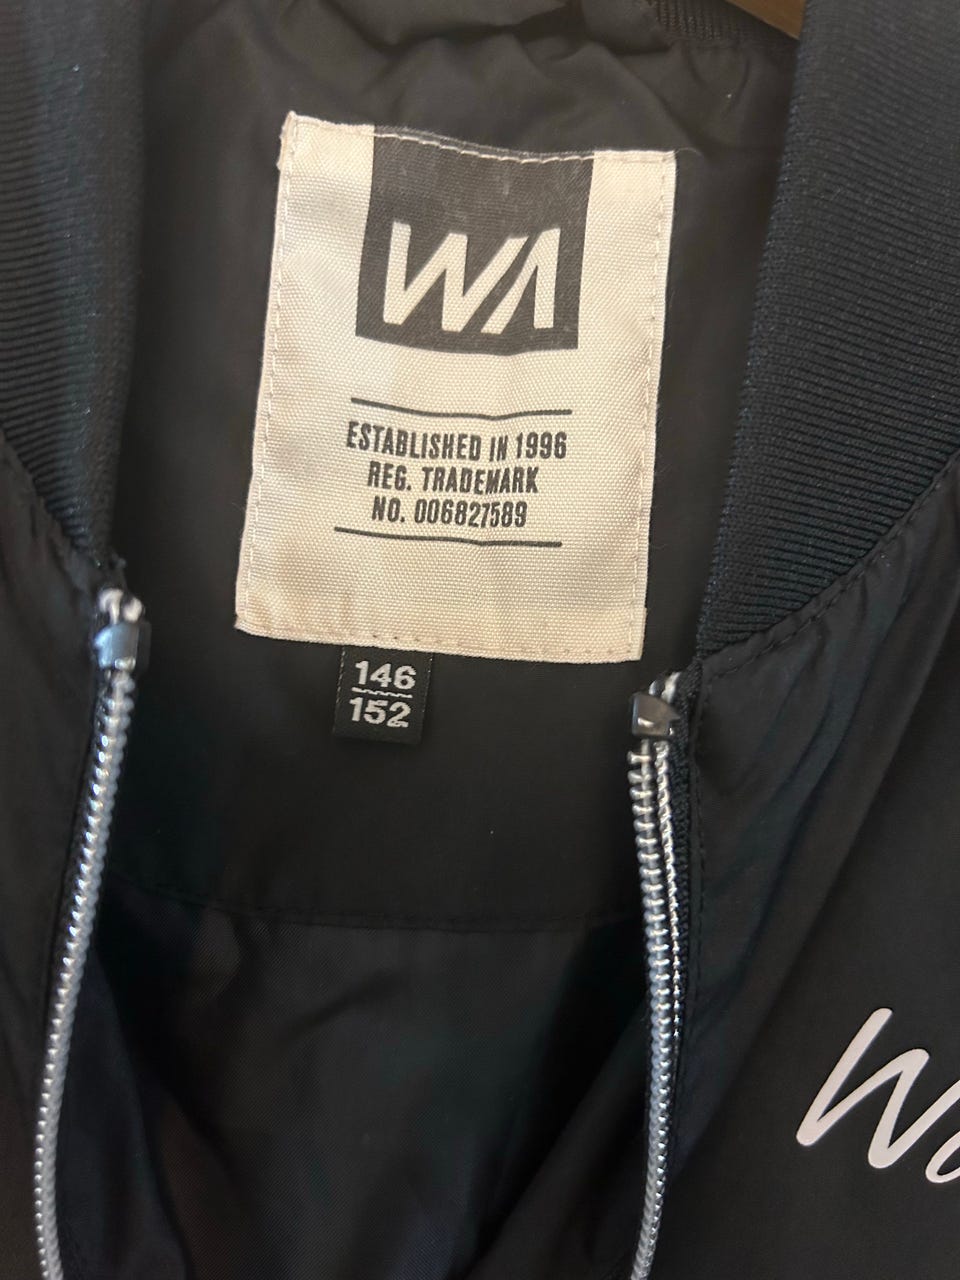 WA
ESTABLISHED IN 1996
REG. TRADEMARK
NO. 006827589
146
152